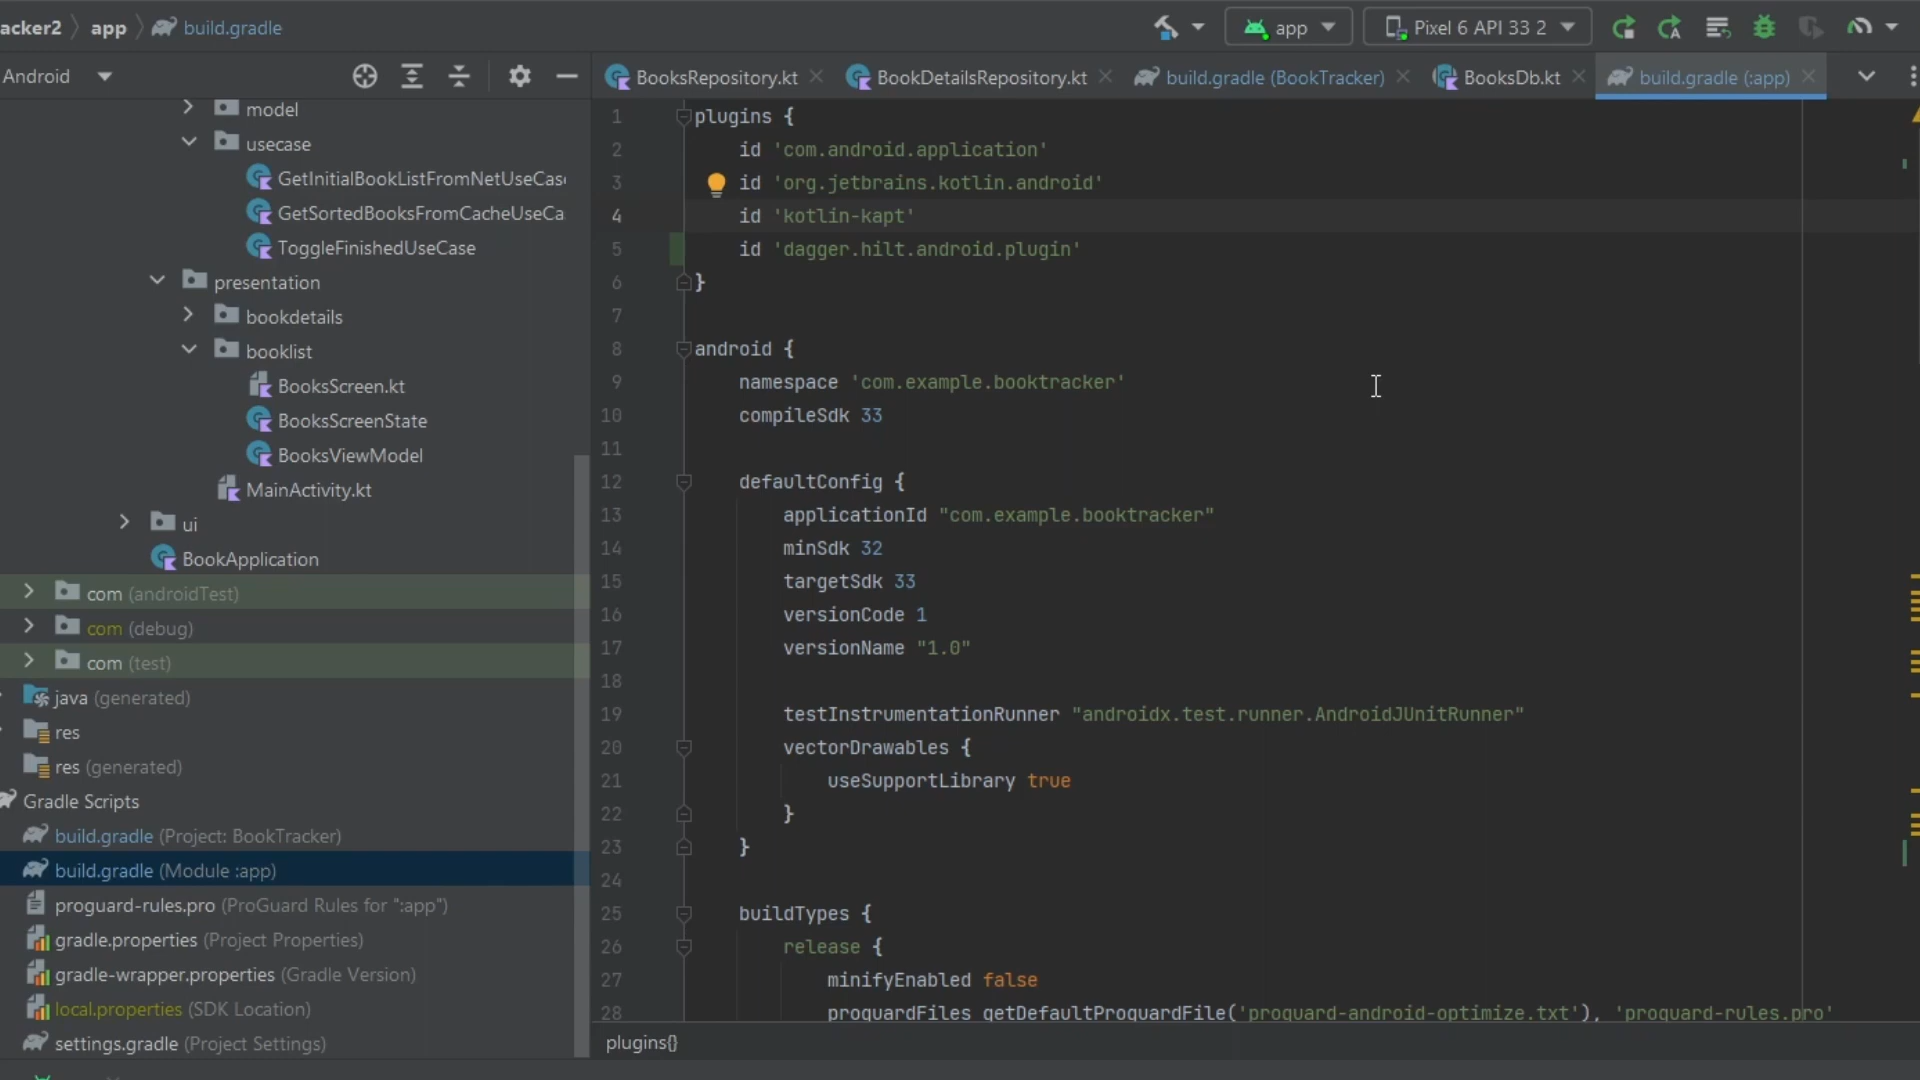 acker2 app build.gradle
app Pixel 6 API 33 2
Android
BooksRepository.kt BookDetailsRepository.kt build.gradle (BookTracker) BooksDb.kt build.gradle (:app)
model
usecase
GetInitialBookListFromNetUseCas
GetSortedBooksFromCacheUseCa
ToggleFinishedUseCase
presentation
bookdetails
booklist
BooksScreen.kt
BooksScreenState
BooksViewModel
MainActivity.kt
ui
BookApplication
com (androidTest)
com (debug)
com (test)
java (generated)
res
res (generated)
Gradle Scripts
build.gradle (Project: BookTracker)
build.gradle (Module :app)
proguard-rules.pro (ProGuard Rules for ":app")
gradle.properties (Project Properties)
gradle-wrapper.properties (Gradle Version)
local.properties (SDK Location)
settings.gradle (Project Settings)
1 plugins {
2 id 'com.android.application'
3 id 'org.jetbrains.kotlin.android'
4 id 'kotlin-kapt'
5 id 'dagger.hilt.android.plugin'
6 }
7
8 android {
9 namespace 'com.example.booktracker'
10 compileSdk 33
11
12 defaultConfig {
13 applicationId "com.example.booktracker"
14 minSdk 32
15 targetSdk 33
16 versionCode 1
17 versionName "1.0"
18
19 testInstrumentationRunner "androidx.test.runner.AndroidJUnitRunner"
20 vectorDrawables {
21 useSupportLibrary true
22 }
23 }
24
25 buildTypes {
26 release {
27 minifyEnabled false
28 proguardFiles getDefaultProguardFile('proguard-android-optimize.txt'), 'proguard-rules.pro'
plugins{}